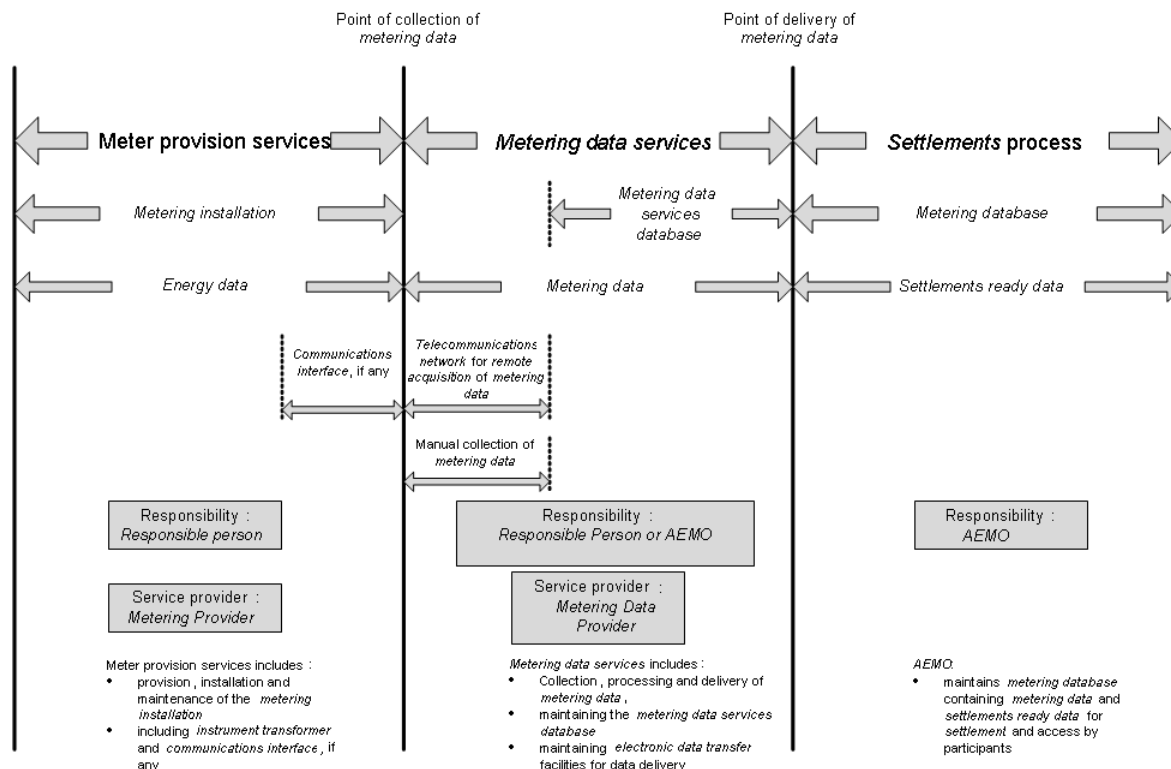 Point of collection of
metering data
Point of delivery of
metering data
Meter provision services
Metering data services
Settlements process
Metering installation
Metering data
services
database
Metering database
Energy data
Metering data
Settlements ready data
Communications
interface, if any
Telecommunications
network for remote
acquisition of metering
data
Manual collection of
metering data
Responsibility :
Responsible person
Responsibility :
Responsible Person or AEMO
Responsibility :
AEMO
Service provider :
Metering Provider
Service provider :
Metering Data
Provider
Meter provision services includes :
• provision, installation and
maintenance of the metering
installation
• including instrument transformer
and communications interface, if
any
Metering data services includes :
• Collection, processing and delivery of
metering data,
• maintaining the metering data services
database
• maintaining electronic data transfer
facilities for data delivery
AEMO:
• maintains metering database
containing metering data and
settlements ready data for
settlement and access by
participants